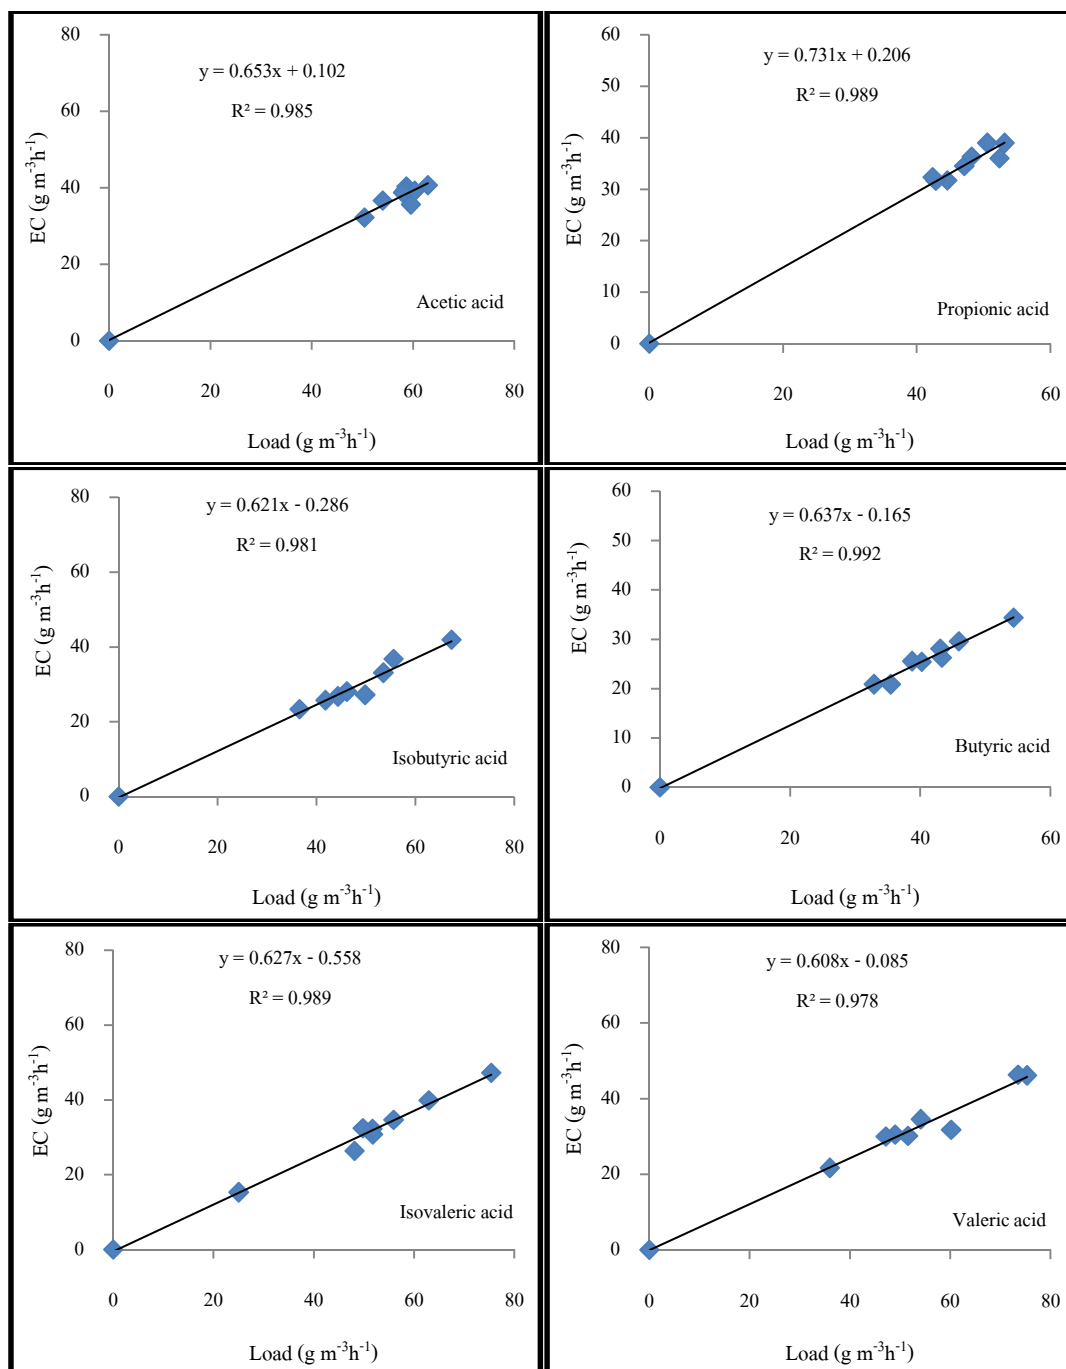 80
60
40
20
0
EC (g m⁻³h⁻¹)
y = 0.653x + 0.102
R² = 0.985
Acetic acid
0 20 40 60 80
Load (g m⁻³h⁻¹)
60
50
40
30
20
10
0
EC (g m⁻³h⁻¹)
y = 0.731x + 0.206
R² = 0.989
Propionic acid
0 20 40 60
Load (g m⁻³h⁻¹)
80
60
40
20
0
EC (g m⁻³h⁻¹)
y = 0.621x - 0.286
R² = 0.981
Isobutyric acid
0 20 40 60 80
Load (g m⁻³h⁻¹)
60
50
40
30
20
10
0
EC (g m⁻³h⁻¹)
y = 0.637x - 0.165
R² = 0.992
Butyric acid
0 20 40 60
Load (g m⁻³h⁻¹)
80
60
40
20
0
EC (g m⁻³h⁻¹)
y = 0.627x - 0.558
R² = 0.989
Isovaleric acid
0 20 40 60 80
Load (g m⁻³h⁻¹)
80
60
40
20
0
EC (g m⁻³h⁻¹)
y = 0.608x - 0.085
R² = 0.978
Valeric acid
0 20 40 60 80
Load (g m⁻³h⁻¹)